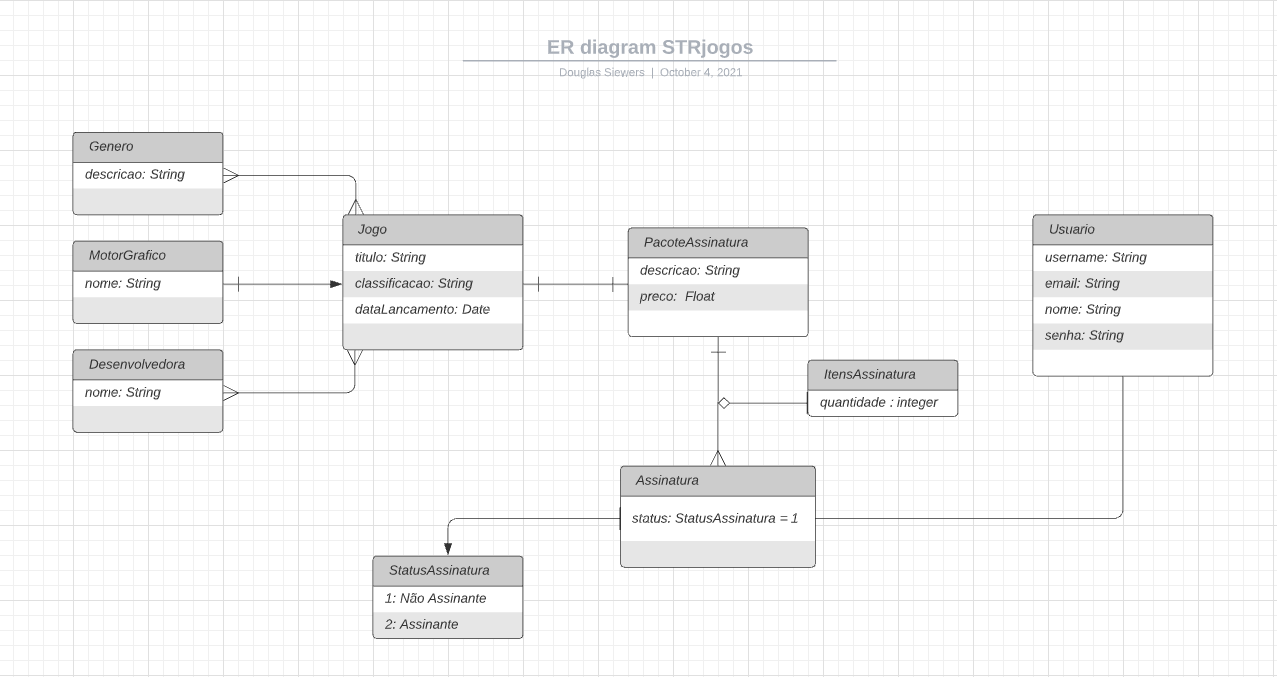 ER diagram STRjogos
Douglas Siewers | October 4, 2021
Genero
descricao: String
MotorGrafico
nome: String
Desenvolvedora
nome: String
Jogo
titulo: String
classificacao: String
dataLancamento: Date
PacoteAssinatura
descricao: String
preco: Float
ItensAssinatura
quantidade : integer
Usuario
username: String
email: String
nome: String
senha: String
Assinatura
status: StatusAssinatura = 1
StatusAssinatura
1: Não Assinante
2: Assinante